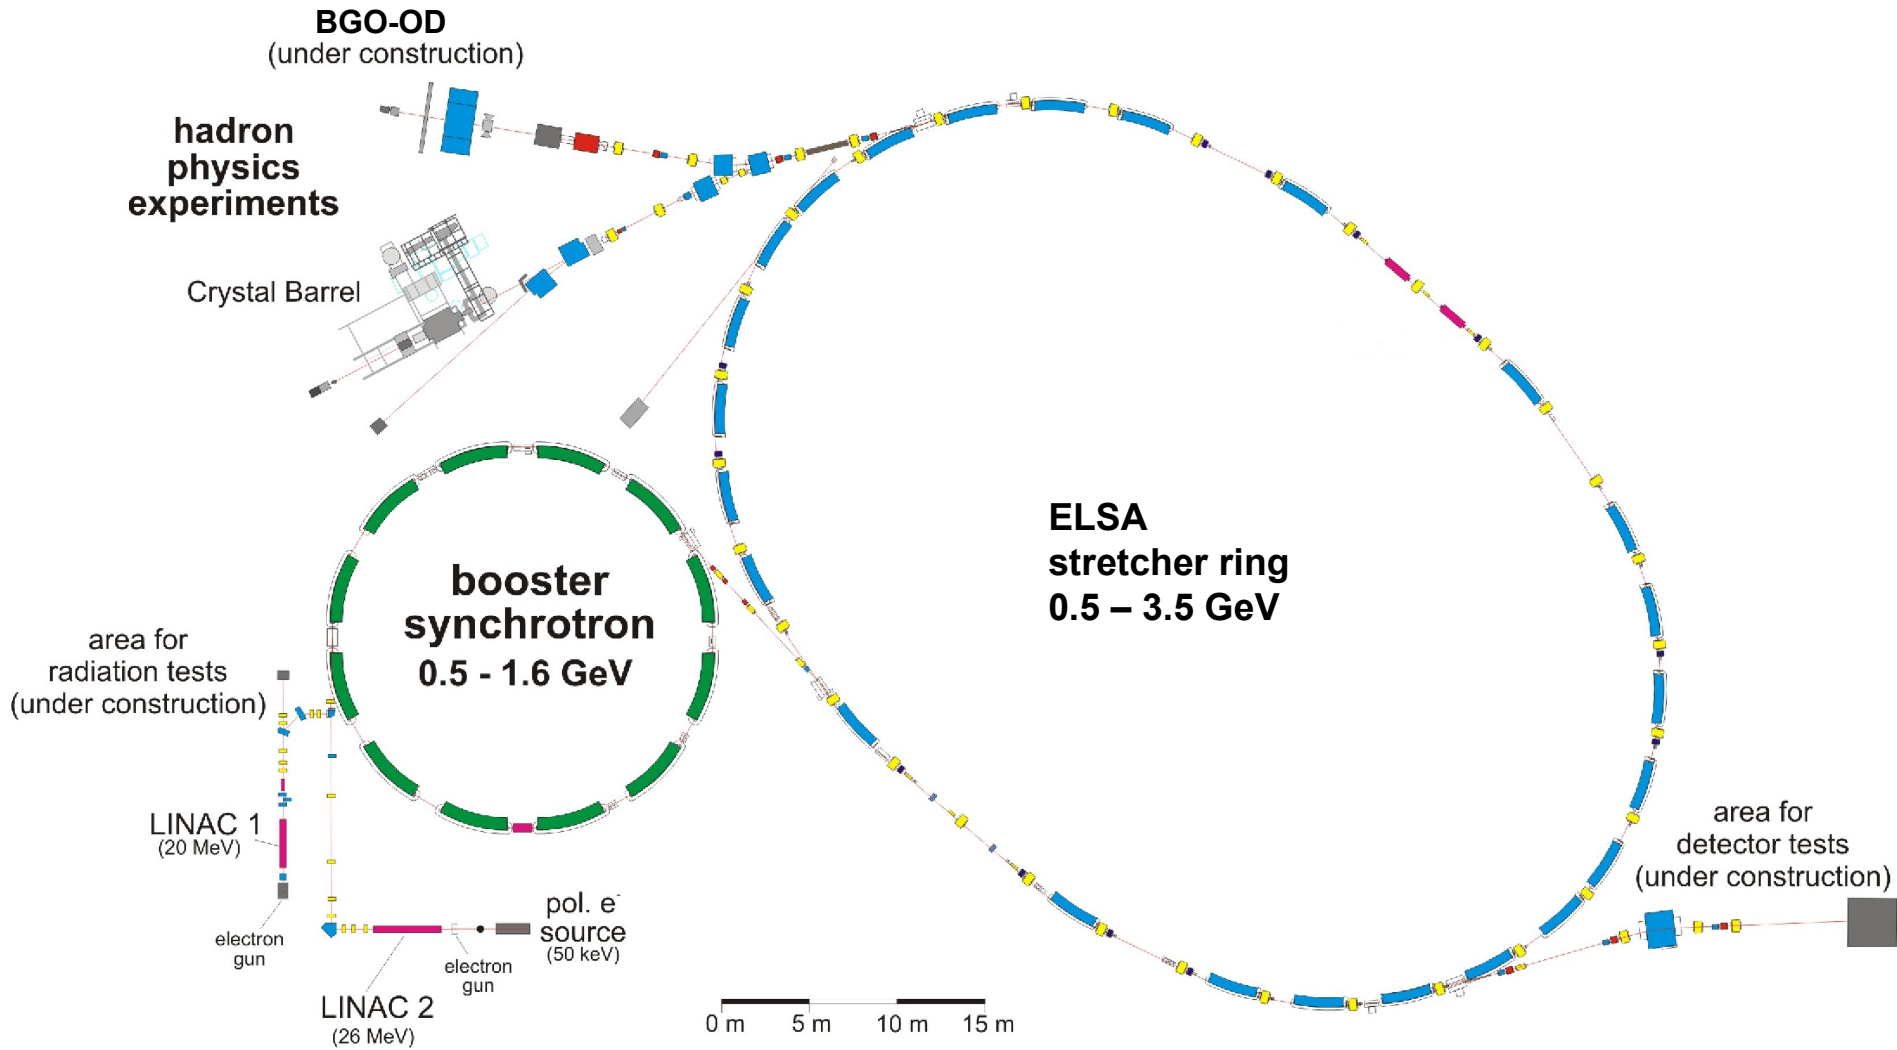 BGO-OD
(under construction)
hadron
physics
experiments
Crystal Barrel
booster
synchrotron
0.5 - 1.6 GeV
ELSA
stretcher ring
0.5 – 3.5 GeV
area for
radiation tests
(under construction)
LINAC 1
(20 MeV)
electron
gun
pol. e⁻
source
(50 keV)
electron
gun
LINAC 2
(26 MeV)
0 m 5 m 10 m 15 m
area for
detector tests
(under construction)